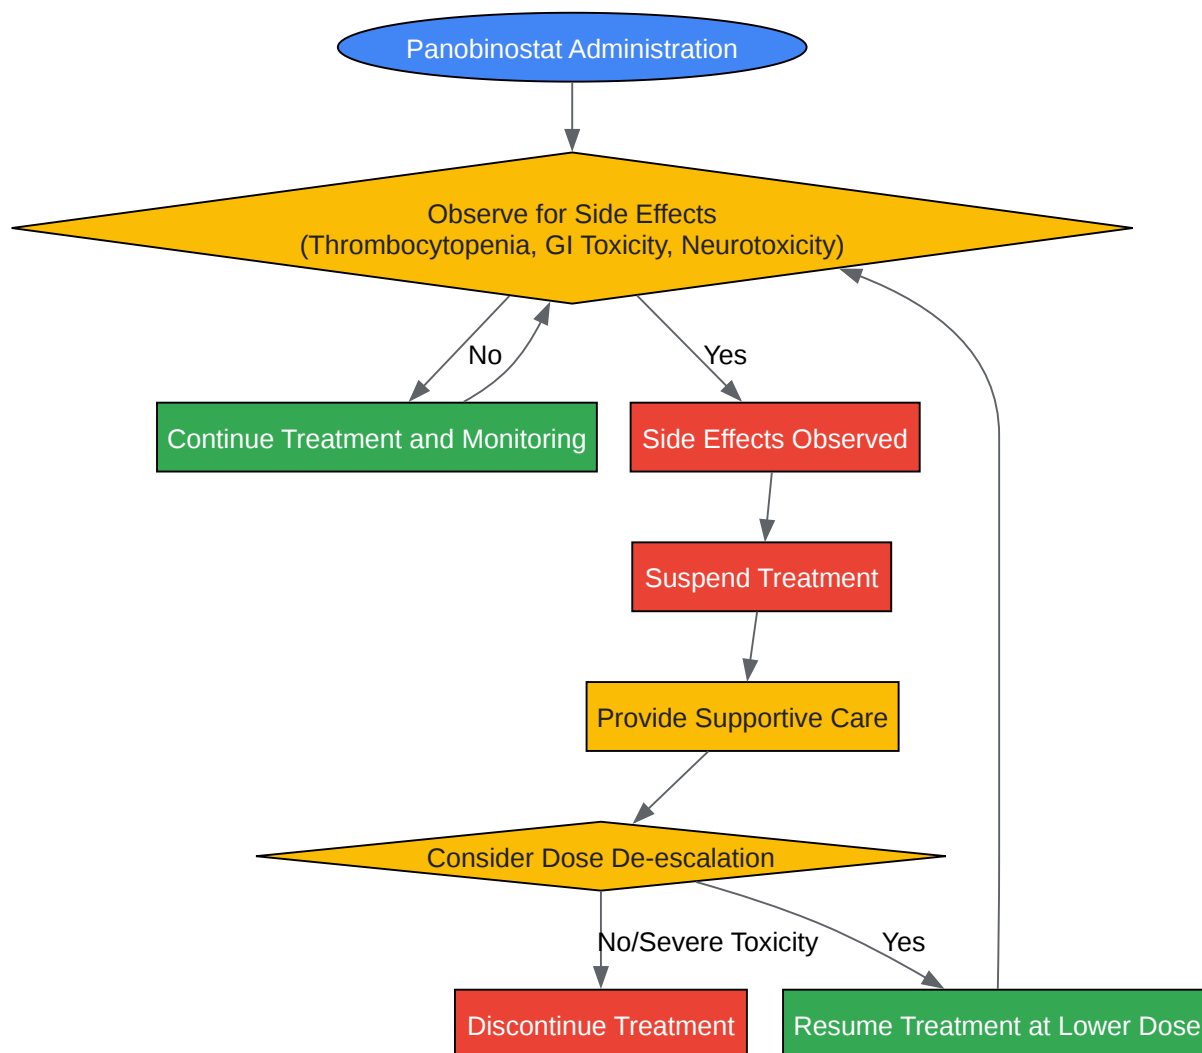 Panobinostat Administration
Observe for Side Effects
(Thrombocytopenia, GI Toxicity, Neurotoxicity)
No
Yes
Continue Treatment and Monitoring
Side Effects Observed
Suspend Treatment
Provide Supportive Care
Consider Dose De-escalation
No/Severe Toxicity
Yes
Discontinue Treatment
Resume Treatment at Lower Dose